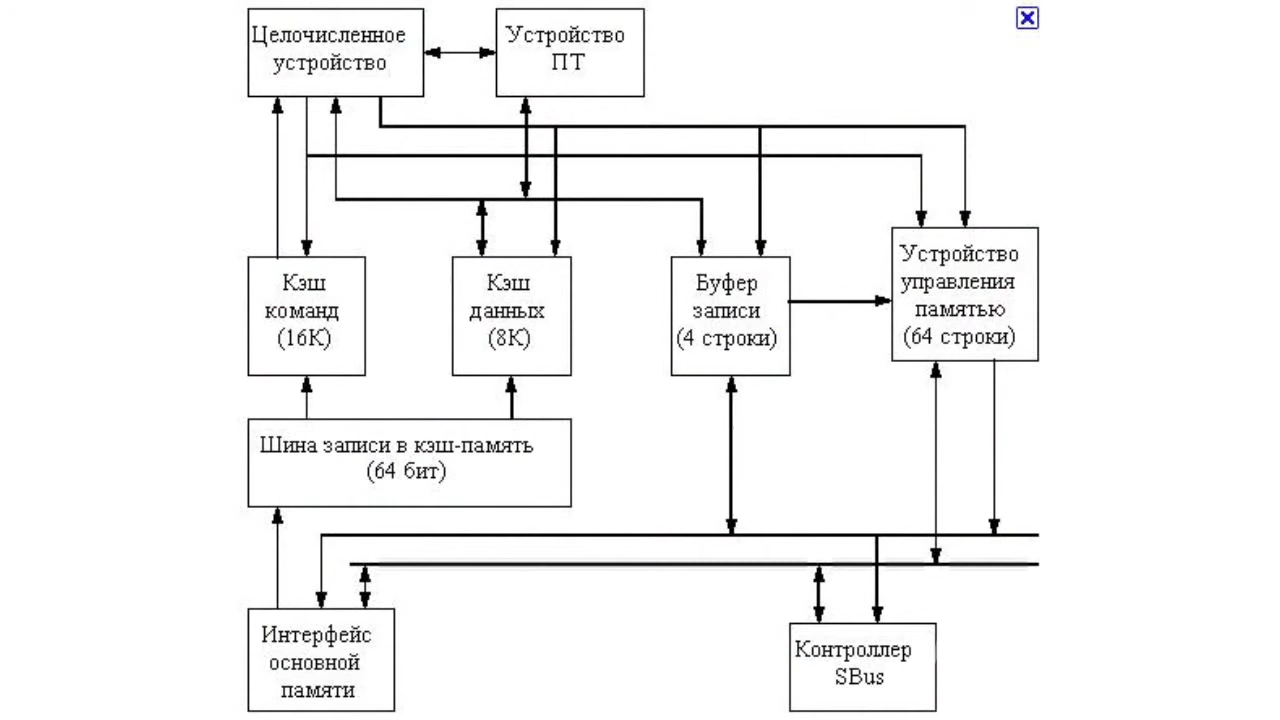 Целочисленное
устройство
Устройство
ПТ
Кэш
команд
(16К)
Кэш
данных
(8К)
Буфер
записи
(4 строки)
Устройство
управления
памятью
(64 строки)
Шина записи в кэш-память
(64 бит)
Интерфейс
основной
памяти
Контроллер
SBus